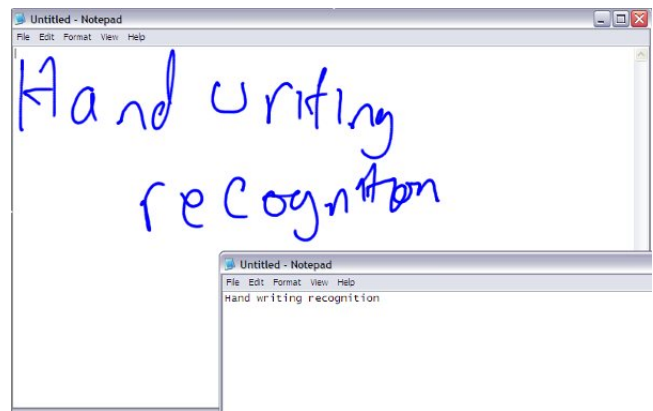 Untitled - Notepad
File Edit Format View Help
Hand writing
recognition
Untitled - Notepad
File Edit Format View Help
Hand writing recognition